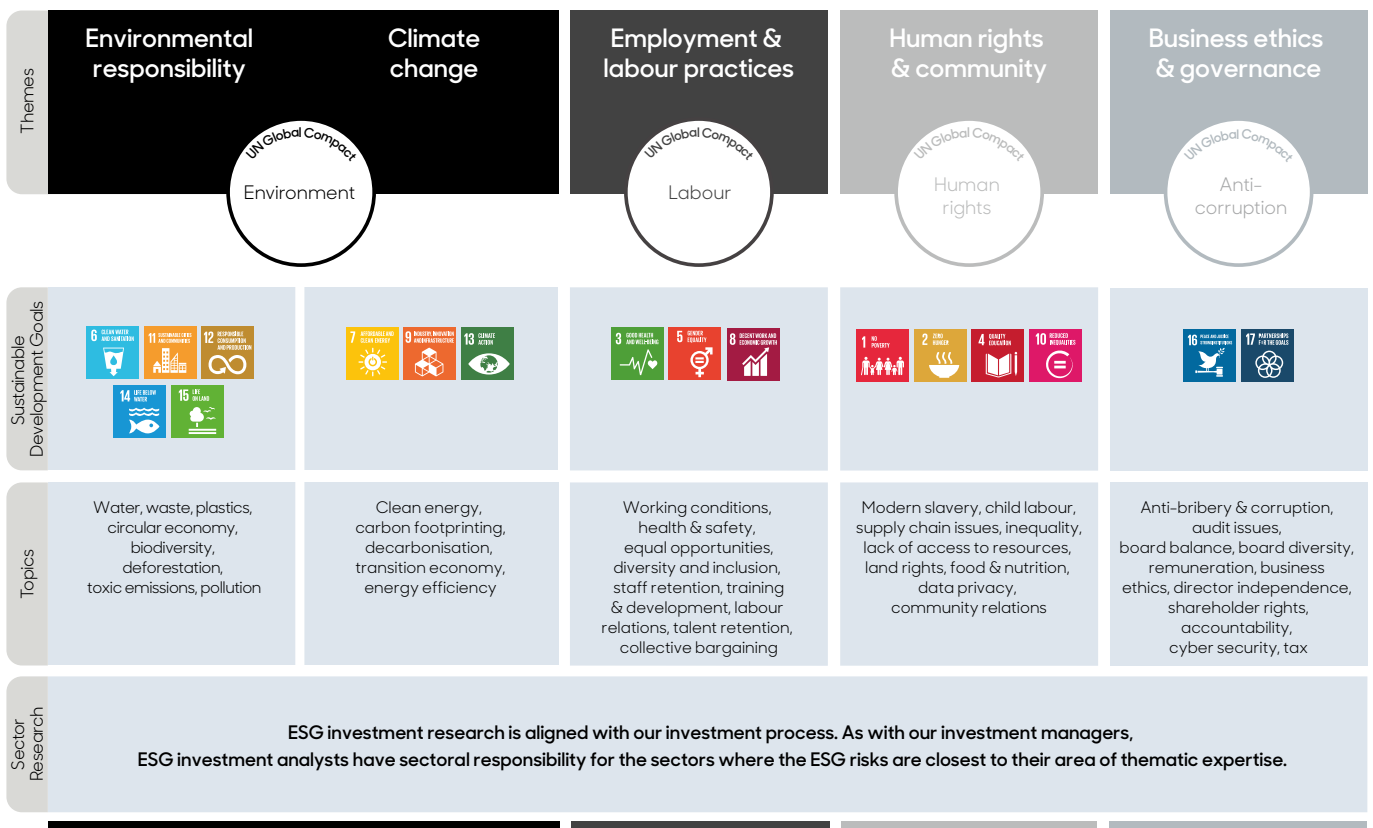 Themes
Environmental
responsibility
Climate
change
Employment &
labour practices
Human rights
& community
Business ethics
& governance
UN Global Compact
Environment
UN Global Compact
Labour
UN Global Compact
Human
rights
UN Global Compact
Anti-
corruption
Sustainable
Development Goals
6 CLEAN WATER
AND SANITATION
11 SUSTAINABLE CITIES
AND COMMUNITIES
12 RESPONSIBLE
CONSUMPTION
AND PRODUCTION
14 LIFE BELOW
WATER
15 LIFE
ON LAND
7 AFFORDABLE AND
CLEAN ENERGY
9 INDUSTRY, INNOVATION
AND INFRASTRUCTURE
13 CLIMATE
ACTION
3 GOOD HEALTH
AND WELL-BEING
5 GENDER
EQUALITY
8 DECENT WORK AND
ECONOMIC GROWTH
1 NO
POVERTY
2 ZERO
HUNGER
4 QUALITY
EDUCATION
10 REDUCED
INEQUALITIES
16 PEACE AND JUSTICE
17 PARTNERSHIPS
FOR THE GOALS
Topics
Water, waste, plastics,
circular economy,
biodiversity,
deforestation,
toxic emissions, pollution
Clean energy,
carbon footprinting,
decarbonisation,
transition economy,
energy efficiency
Working conditions,
health & safety,
equal opportunities,
diversity and inclusion,
staff retention, training
& development, labour
relations, talent retention,
collective bargaining
Modern slavery, child labour,
supply chain issues, inequality,
lack of access to resources,
land rights, food & nutrition,
data privacy,
community relations
Anti-bribery & corruption,
audit issues,
board balance, board diversity,
remuneration, business
ethics, director independence,
shareholder rights,
accountability,
cyber security, tax
Sector
Research
ESG investment research is aligned with our investment process. As with our investment managers,
ESG investment analysts have sectoral responsibility for the sectors where the ESG risks are closest to their area of thematic expertise.